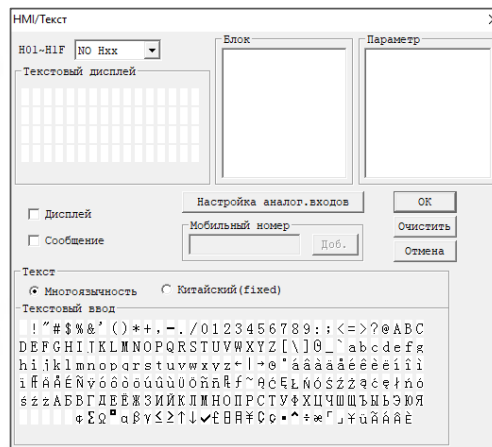 HMI/Текст
H01~H1F NO Hxx
Блок
Параметр
Текстовый дисплей
Дисплей
Сообщение
Настройка аналог.входов
Мобильный номер
Доб.
OK
Очистить
Отмена
Текст
Многоязычность Китайский(fixed)
Текстовый ввод
!"#$%&'()*+,-./0123456789:;<=>?@ABC
DEFGHIJKLMNOPQRSTUVWXYZ[\]
_`abcdefg
hijklmnopqrstuvwxyz
АБВГДЕЁЖЗИЙКЛМНОПРСТУФХЦЧШЩЪЫЬЭЮЯ